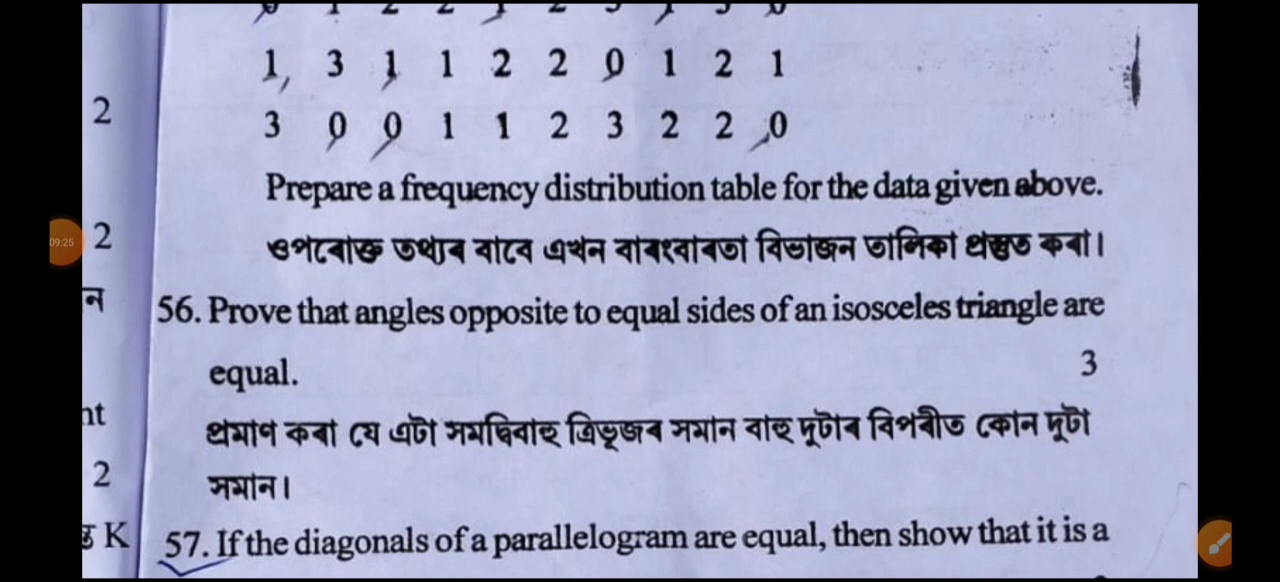 1 3 1 1 2 2 0 1 2 1
2
3 0 0 1 1 2 3 2 2 0
Prepare a frequency distribution table for the data given above.
09:25
2
ওপৰোক্ত তথ্যৰ বাবে এখন বাৰংবাৰতা বিভাজন তালিকা প্ৰস্তুত কৰা।
ন
56. Prove that angles opposite to equal sides of an isosceles triangle are
equal. 3
nt
প্ৰমাণ কৰা যে এটা সমদ্বিবাহু ত্ৰিভূজৰ সমান বাহু দুটাৰ বিপৰীত কোন দুটা
2
সমান।
K
57. If the diagonals of a parallelogram are equal, then show that it is a